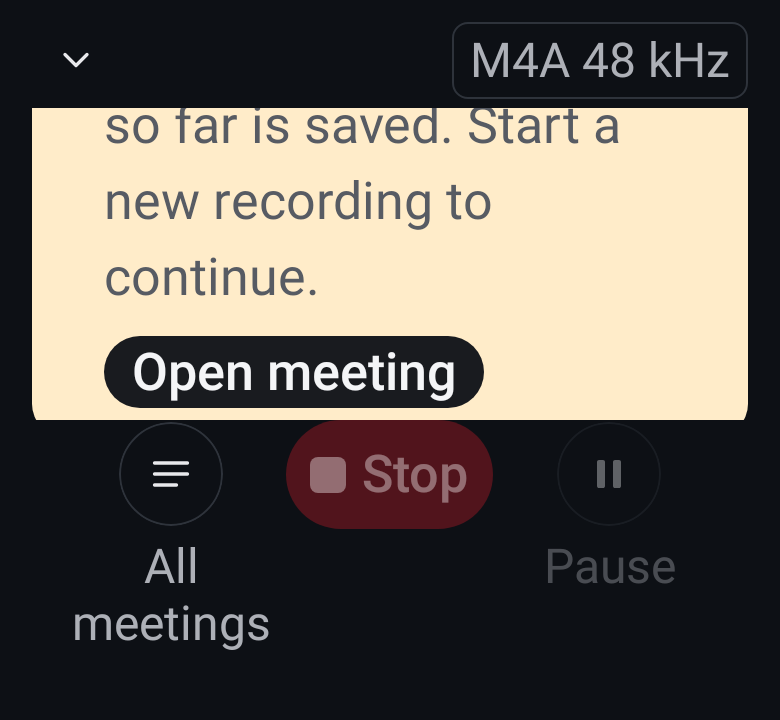 M4A 48 kHz
so far is saved. Start a
new recording to
continue.
Open meeting
Stop
All
meetings
Pause